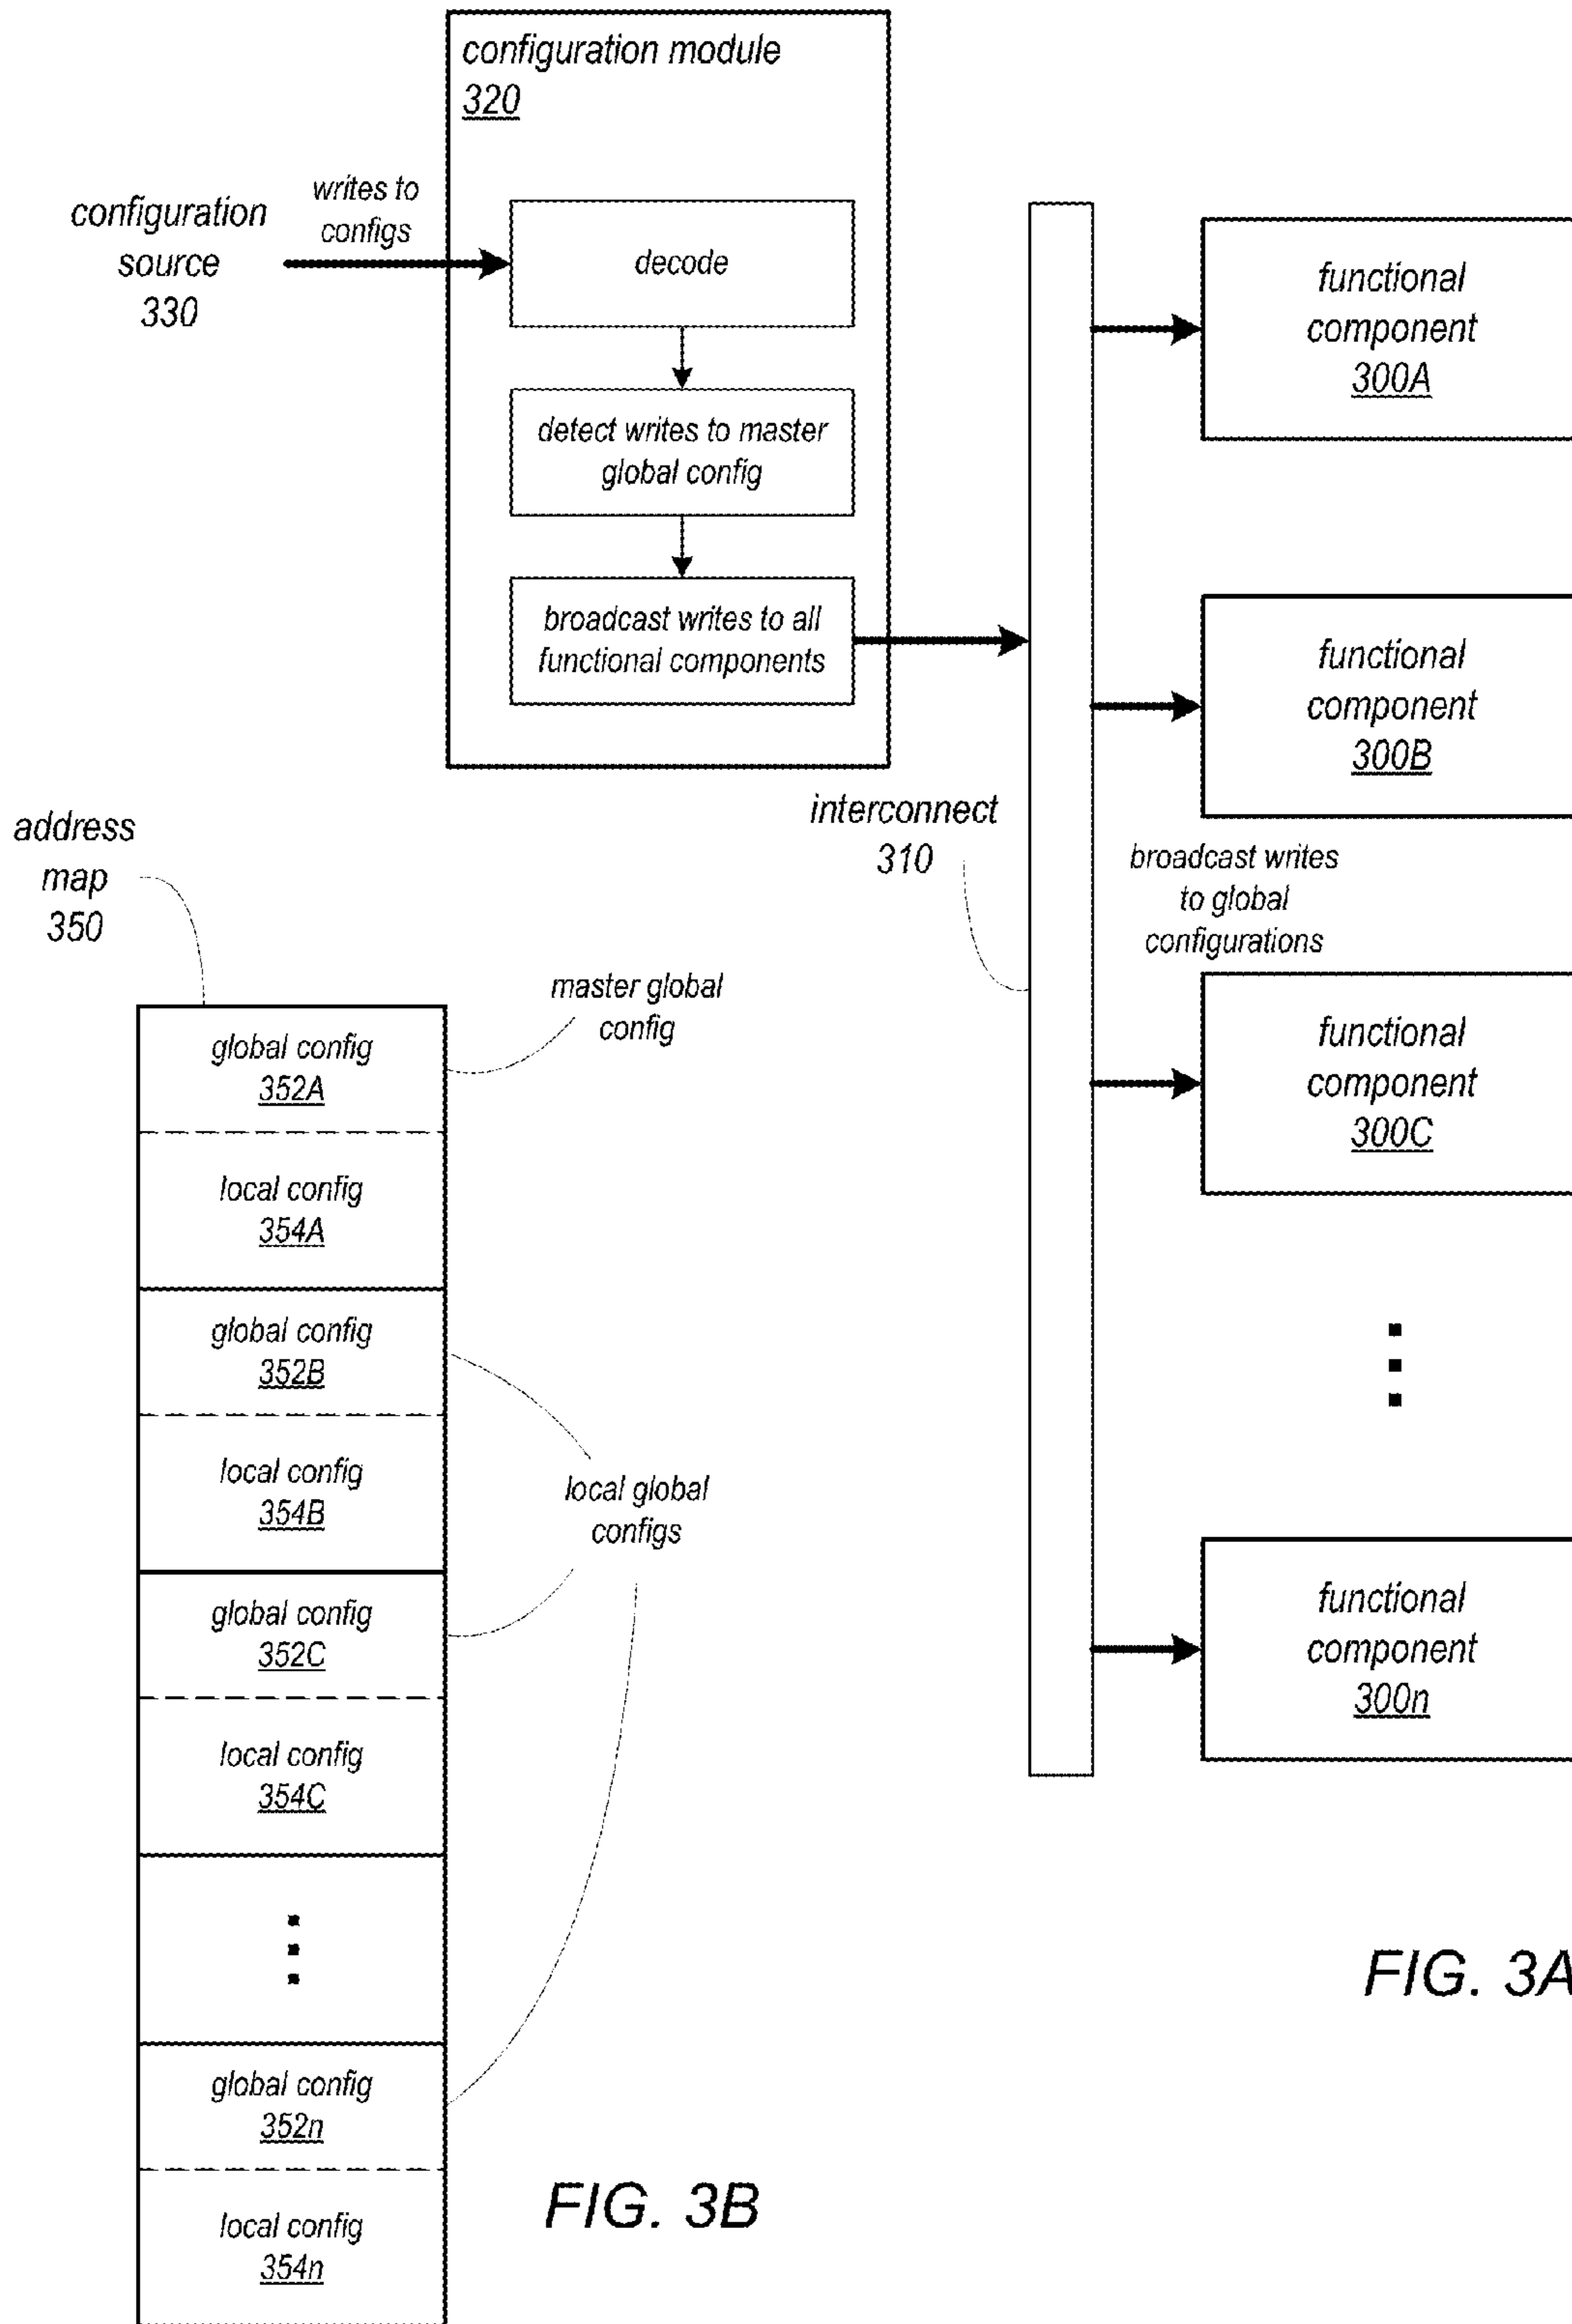 configuration module
320
configuration
source
330
writes to
configs
decode
detect writes to master
global config
broadcast writes to all
functional components
interconnect
310
functional
component
300A
functional
component
300B
broadcast writes
to global
configurations
functional
component
300C
functional
component
300n
FIG. 3A
address
map
350
master global
config
global config
352A
local config
354A
global config
352B
local config
354B
local global
configs
global config
352C
local config
354C
global config
352n
local config
354n
FIG. 3B